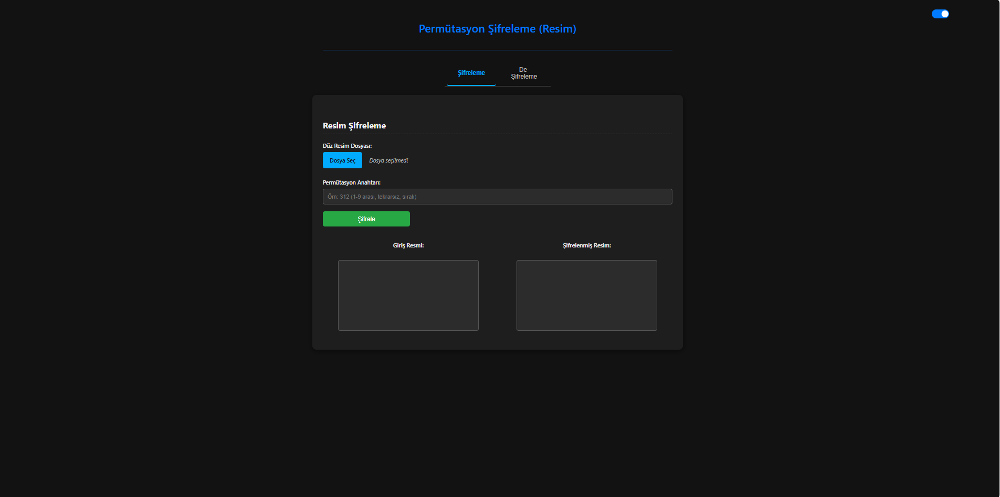 Permütasyon Şifreleme (Resim)
Şifreleme
De-
Şifreleme
Resim Şifreleme
Düz Resim Dosyası:
Dosya Seç
Dosya seçilmedi
Permütasyon Anahtarı:
Örn: 312 (1-9 arası, tekrarsız, sıralı)
Şifrele
Giriş Resmi:
Şifrelenmiş Resim: